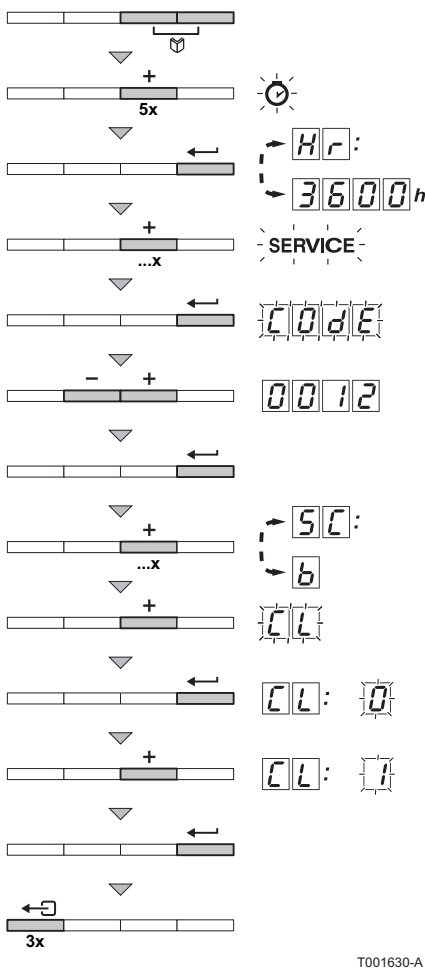 +
5x
Hr:
3600h
+
...x
SERVICE
COdE
- +
0012
+
...x
SC:
b
+
CL
CL: 0
+
CL: 1
3x
T001630-A